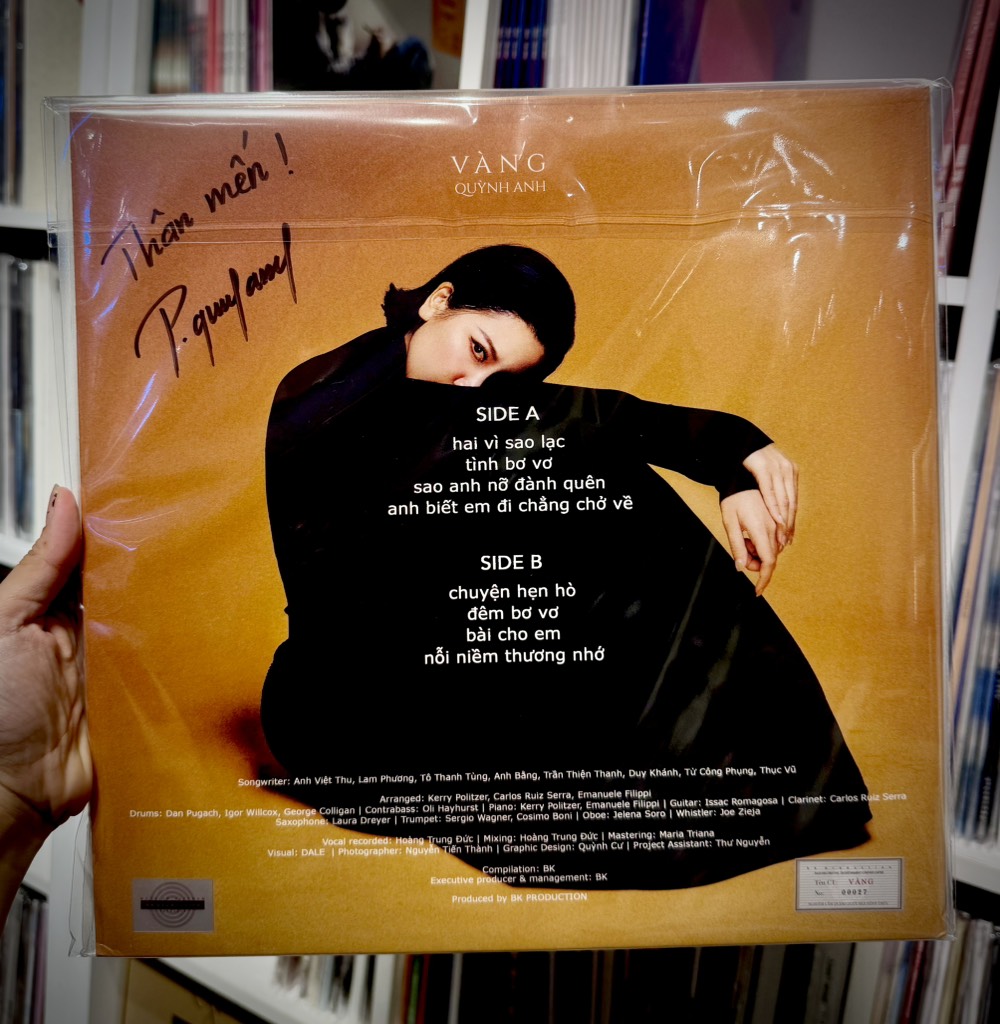 Thân mến!
P.quỳnh anh
VÀNG
QUỲNH ANH
SIDE A
hai vì sao lạc
tình bơ vơ
sao anh nỡ đành quên
anh biết em đi chẳng chở về
SIDE B
chuyện hẹn hò
đêm bơ vơ
bài cho em
nỗi niềm thương nhớ
Songwriter: Anh Việt Thu, Lam Phương, Tô Thanh Tùng, Anh Bằng, Trần Thiện Thanh, Duy Khánh, Từ Công Phụng, Thục Vũ
Arranged: Kerry Politzer, Carlos Ruiz Serra, Emanuele Filippi
Drums: Dan Pugach, Igor Willcox, George Colligan | Contrabass: Oli Hayhurst | Piano: Kerry Politzer, Emanuele Filippi | Guitar: Issac Romagosa | Clarinet: Carlos Ruiz Serra
Saxophone: Laura Dreyer | Trumpet: Sergio Wagner, Cosimo Boni | Oboe: Jelena Soro | Whistler: Joe Zieja
Vocal recorded: Hoàng Trung Đức | Mixing: Hoàng Trung Đức | Mastering: Maria Triana
Visual: DALE | Photographer: Nguyễn Tiến Thành | Graphic Design: Quỳnh Cư | Project Assistant: Thư Nguyễn
Compilation: BK
Executive producer & management: BK
Produced by BK PRODUCTION
Tên CT: VÀNG
No. 00027